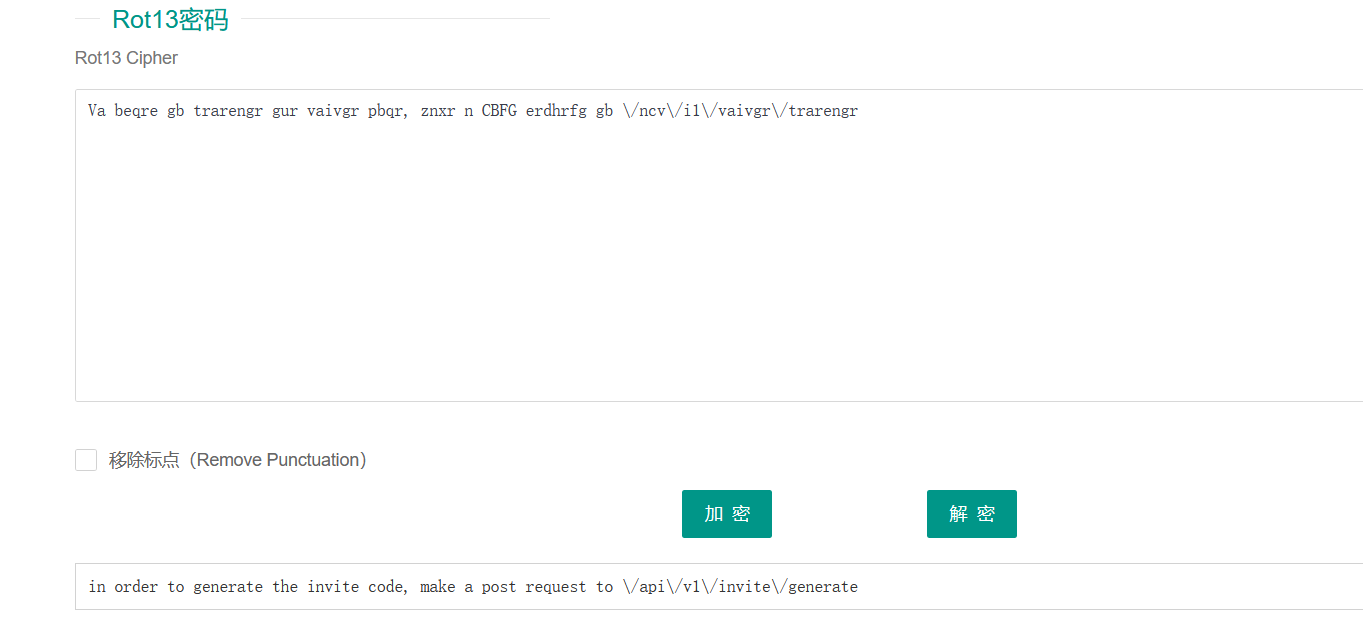 Rot13密码
Rot13 Cipher
Va beqre gb trarengr gur vaivgr pbqr, znxr n CBFG erdhrfg gb \/ncv\/i1\/vaivgr\/trarengr
移除标点（Remove Punctuation）
加 密
解 密
in order to generate the invite code, make a post request to \/api\/v1\/invite\/generate